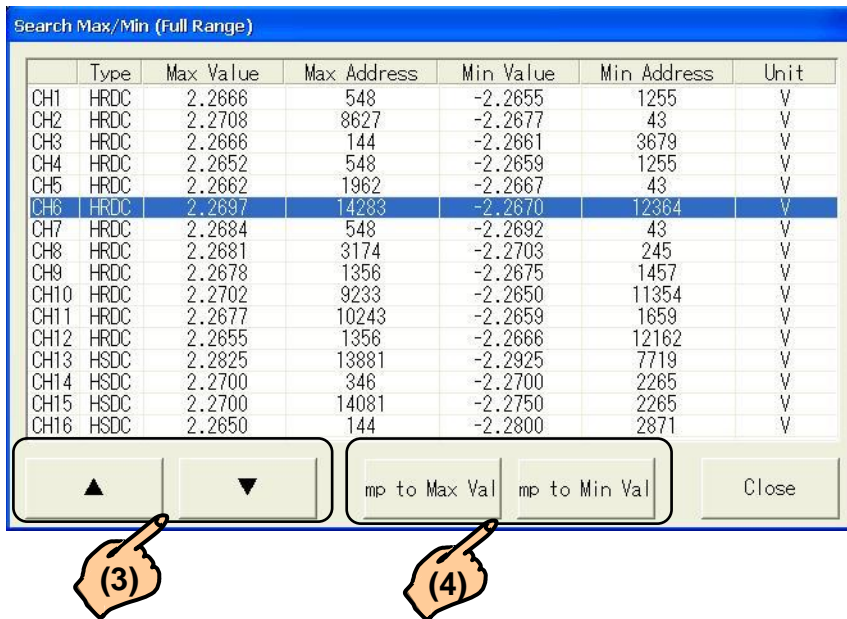 Search Max/Min (Full Range)
Type Max Value Max Address Min Value Min Address Unit
CH1 HRDC 2.2666 548 -2.2655 1255 V
CH2 HRDC 2.2708 8627 -2.2677 43 V
CH3 HRDC 2.2666 144 -2.2661 3679 V
CH4 HRDC 2.2652 548 -2.2659 1255 V
CH5 HRDC 2.2662 1962 -2.2667 43 V
CH6 HRDC 2.2697 14283 -2.2670 12364 V
CH7 HRDC 2.2684 548 -2.2692 43 V
CH8 HRDC 2.2681 3174 -2.2703 245 V
CH9 HRDC 2.2678 1356 -2.2675 1457 V
CH10 HRDC 2.2702 9233 -2.2650 11354 V
CH11 HRDC 2.2677 10243 -2.2659 1659 V
CH12 HRDC 2.2655 1356 -2.2666 12162 V
CH13 HSDC 2.2825 13881 -2.2925 7719 V
CH14 HSDC 2.2700 346 -2.2700 2265 V
CH15 HSDC 2.2700 14081 -2.2750 2265 V
CH16 HSDC 2.2650 144 -2.2800 2871 V
▲ ▼ mp to Max Val mp to Min Val Close
(3) (4)